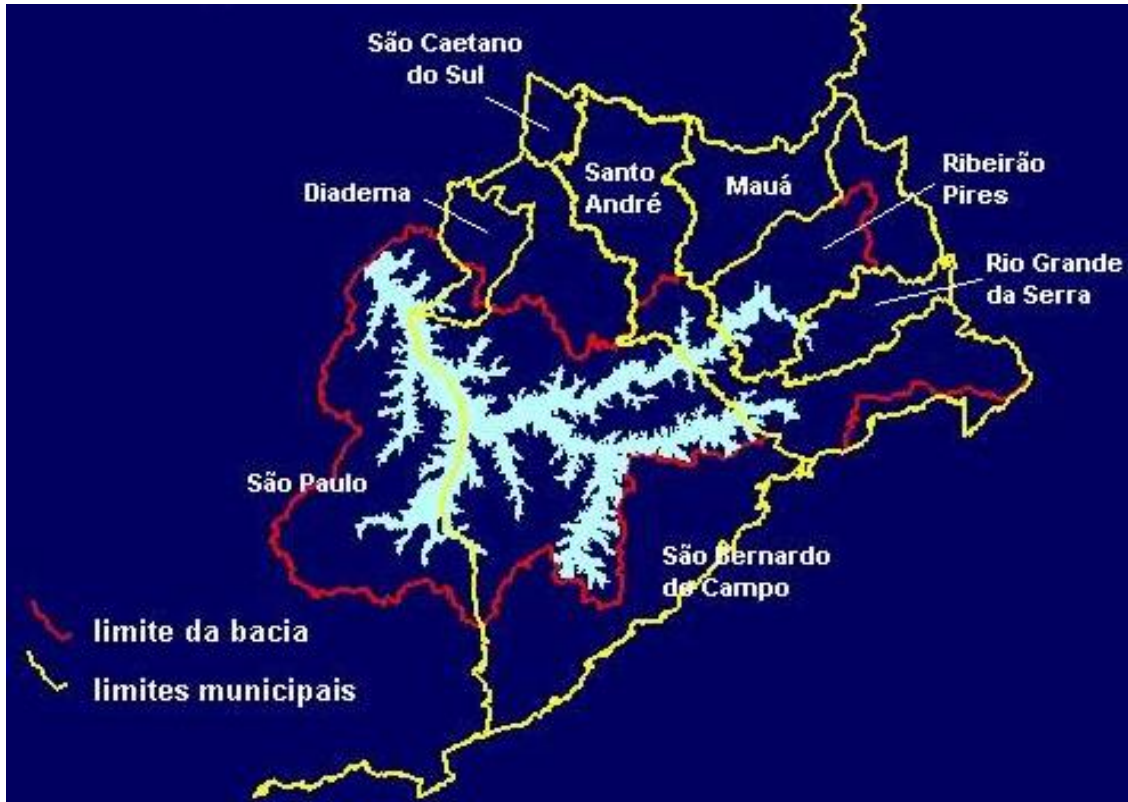 São Caetano
do Sul
Diadema
Santo
André
Mauá
Ribeirão
Pires
Rio Grande
da Serra
São Paulo
São Bernardo
do Campo
limite da bacia
limites municipais